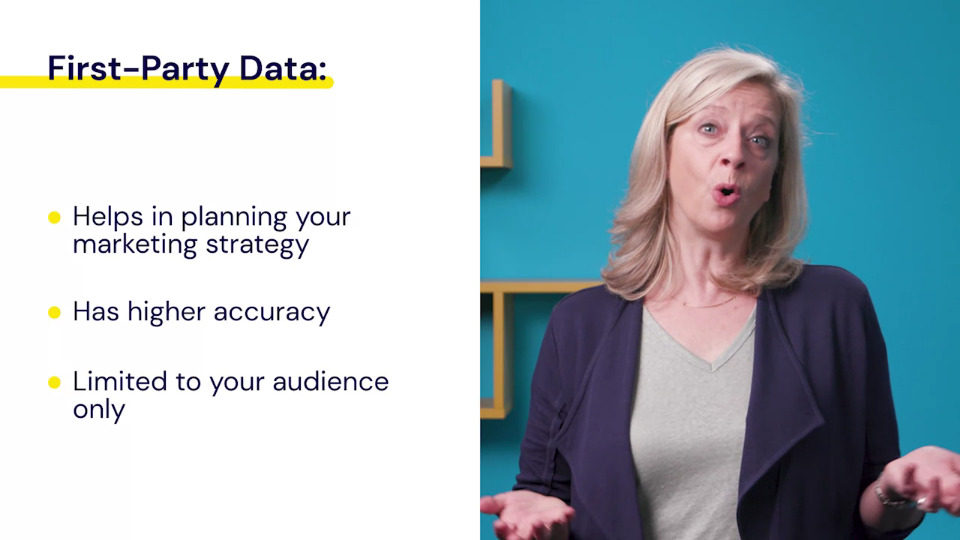 First-Party Data:
Helps in planning your
marketing strategy
Has higher accuracy
Limited to your audience
only